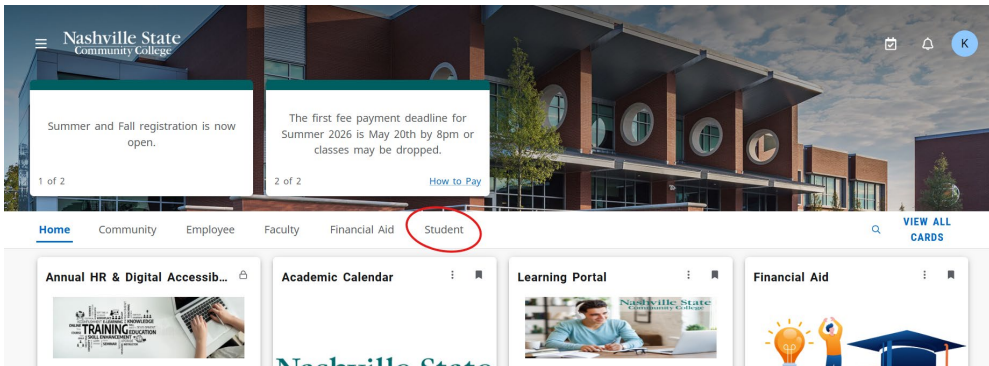 Nashville State
Community College
K
Summer and Fall registration is now
open.
1 of 2
The first fee payment deadline for
Summer 2026 is May 20th by 8pm or
classes may be dropped.
2 of 2
How to Pay
Home
Community
Employee
Faculty
Financial Aid
Student
VIEW ALL
CARDS
Annual HR & Digital Accessib...
Academic Calendar
Learning Portal
Financial Aid
TRAINING
EDUCATION
SKILL ENHANCEMENT
KNOWLEDGE
SEMINAR
Nashville State
Community College
Nashville State